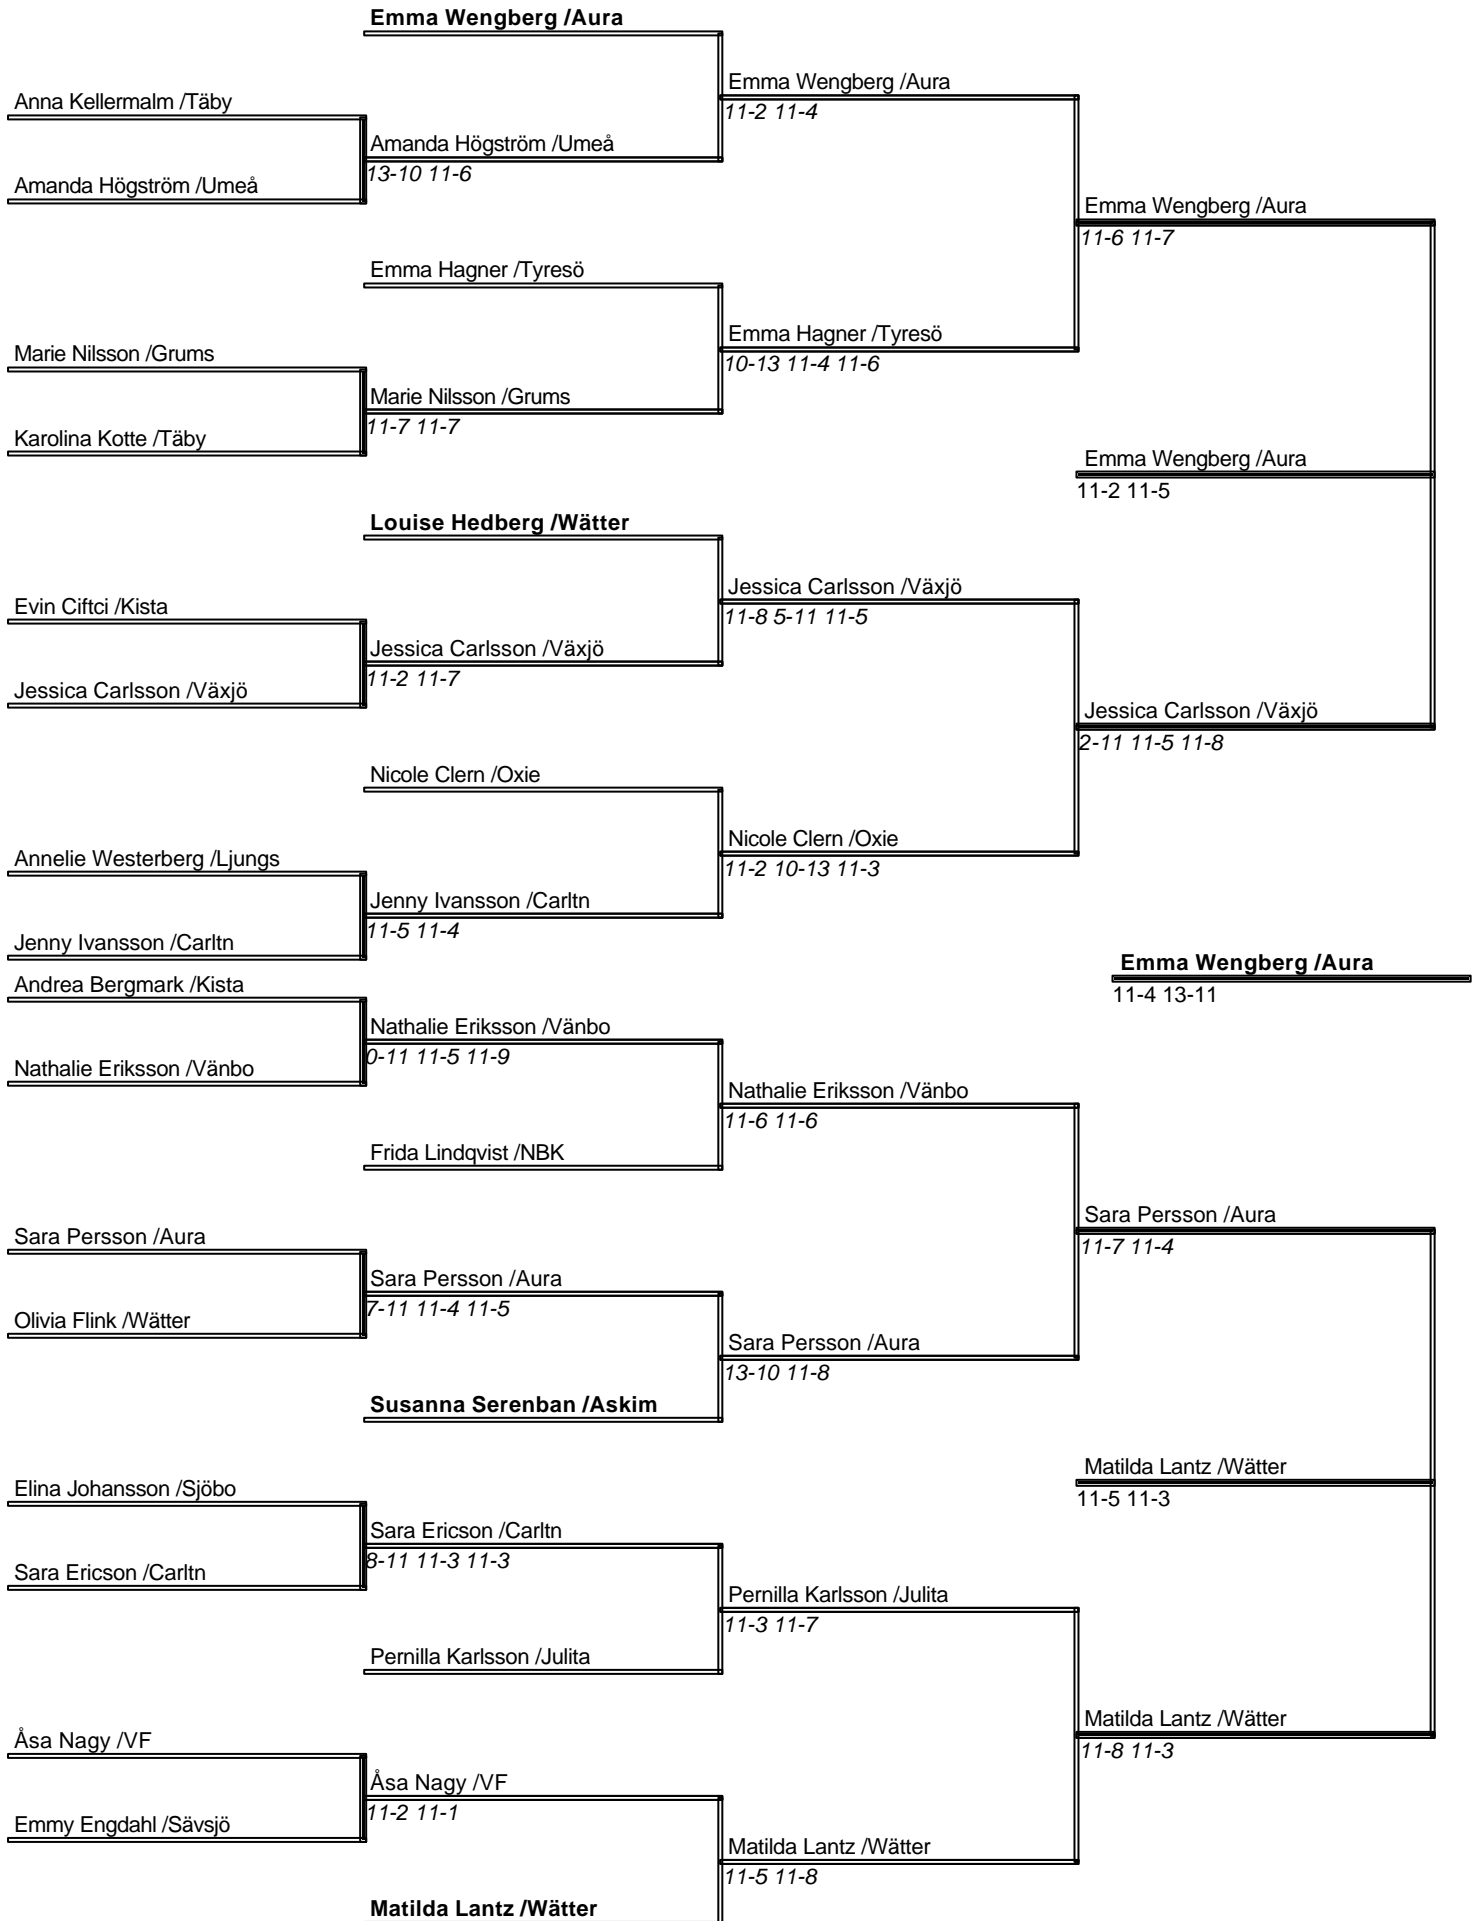 Emma Wengberg /Aura
Emma Wengberg /Aura
Anna Kellermalm /Täby
11-2 11-4
Amanda Högström /Umeå
13-10 11-6
Amanda Högström /Umeå
Emma Wengberg /Aura
11-6 11-7
Emma Hagner /Tyresö
Emma Hagner /Tyresö
Marie Nilsson /Grums
10-13 11-4 11-6
Marie Nilsson /Grums
11-7 11-7
Karolina Kotte /Täby
Emma Wengberg /Aura
11-2 11-5
Louise Hedberg /Wätter
Jessica Carlsson /Växjö
Evin Ciftci /Kista
11-8 5-11 11-5
Jessica Carlsson /Växjö
11-2 11-7
Jessica Carlsson /Växjö
Jessica Carlsson /Växjö
2-11 11-5 11-8
Nicole Clern /Oxie
Nicole Clern /Oxie
Annelie Westerberg /Ljungs
11-2 10-13 11-3
Jenny Ivansson /Carltn
11-5 11-4
Jenny Ivansson /Carltn
Emma Wengberg /Aura
Andrea Bergmark /Kista
11-4 13-11
Nathalie Eriksson /Vänbo
0-11 11-5 11-9
Nathalie Eriksson /Vänbo
Nathalie Eriksson /Vänbo
11-6 11-6
Frida Lindqvist /NBK
Sara Persson /Aura
Sara Persson /Aura
11-7 11-4
Sara Persson /Aura
7-11 11-4 11-5
Olivia Flink /Wätter
Sara Persson /Aura
13-10 11-8
Susanna Serenban /Askim
Matilda Lantz /Wätter
Elina Johansson /Sjöbo
11-5 11-3
Sara Ericson /Carltn
8-11 11-3 11-3
Sara Ericson /Carltn
Pernilla Karlsson /Julita
11-3 11-7
Pernilla Karlsson /Julita
Matilda Lantz /Wätter
Åsa Nagy /VF
11-8 11-3
Åsa Nagy /VF
11-2 11-1
Emmy Engdahl /Sävsjö
Matilda Lantz /Wätter
11-5 11-8
Matilda Lantz /Wätter